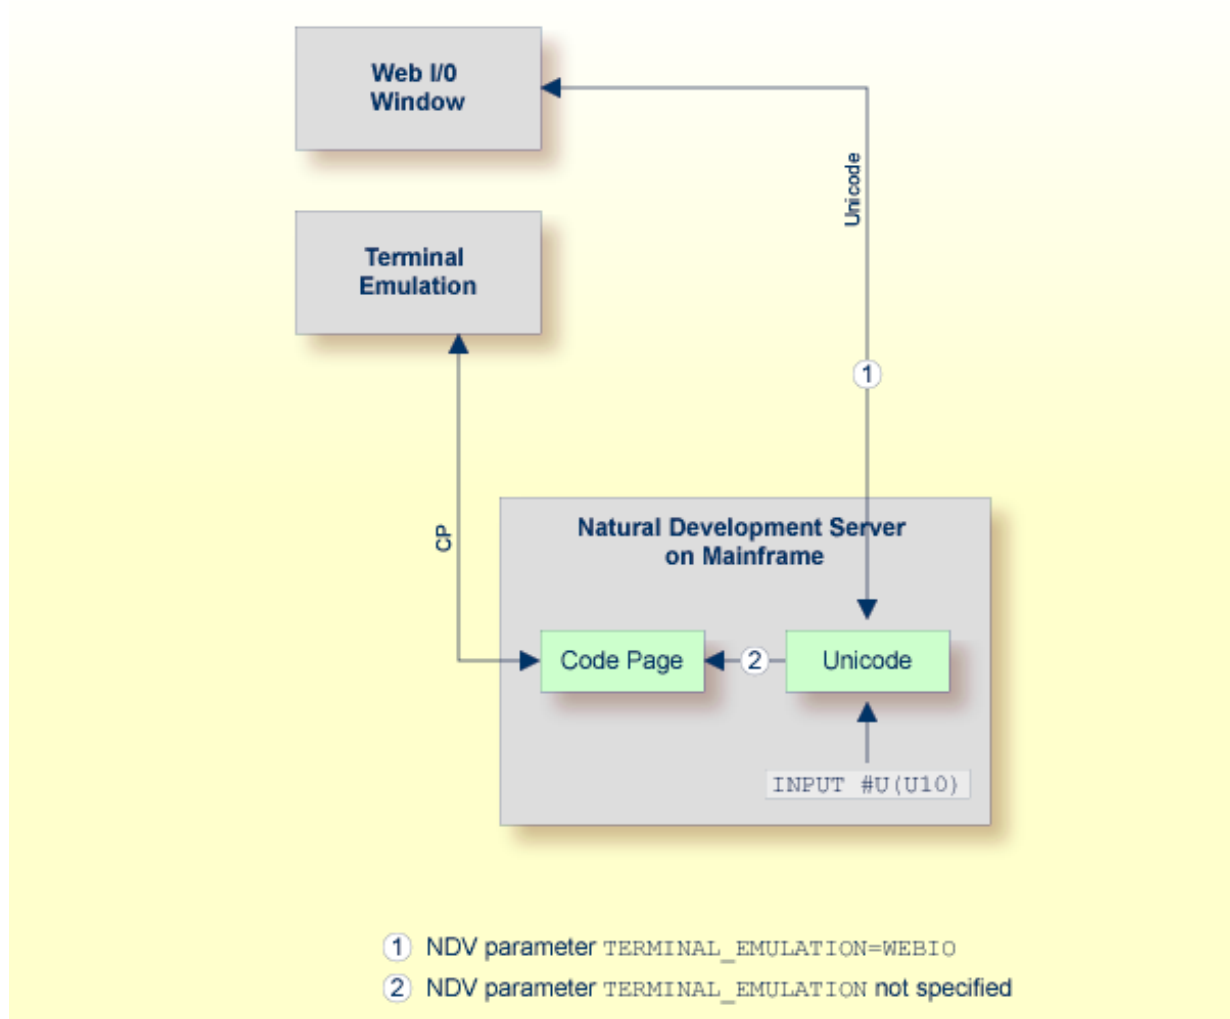 Web I/0
Window
Unicode
Terminal
Emulation
1
CP
Natural Development Server
on Mainframe
Code Page
2
Unicode
INPUT #U(U10)
1 NDV parameter TERMINAL_EMULATION=WEBIO
2 NDV parameter TERMINAL_EMULATION not specified